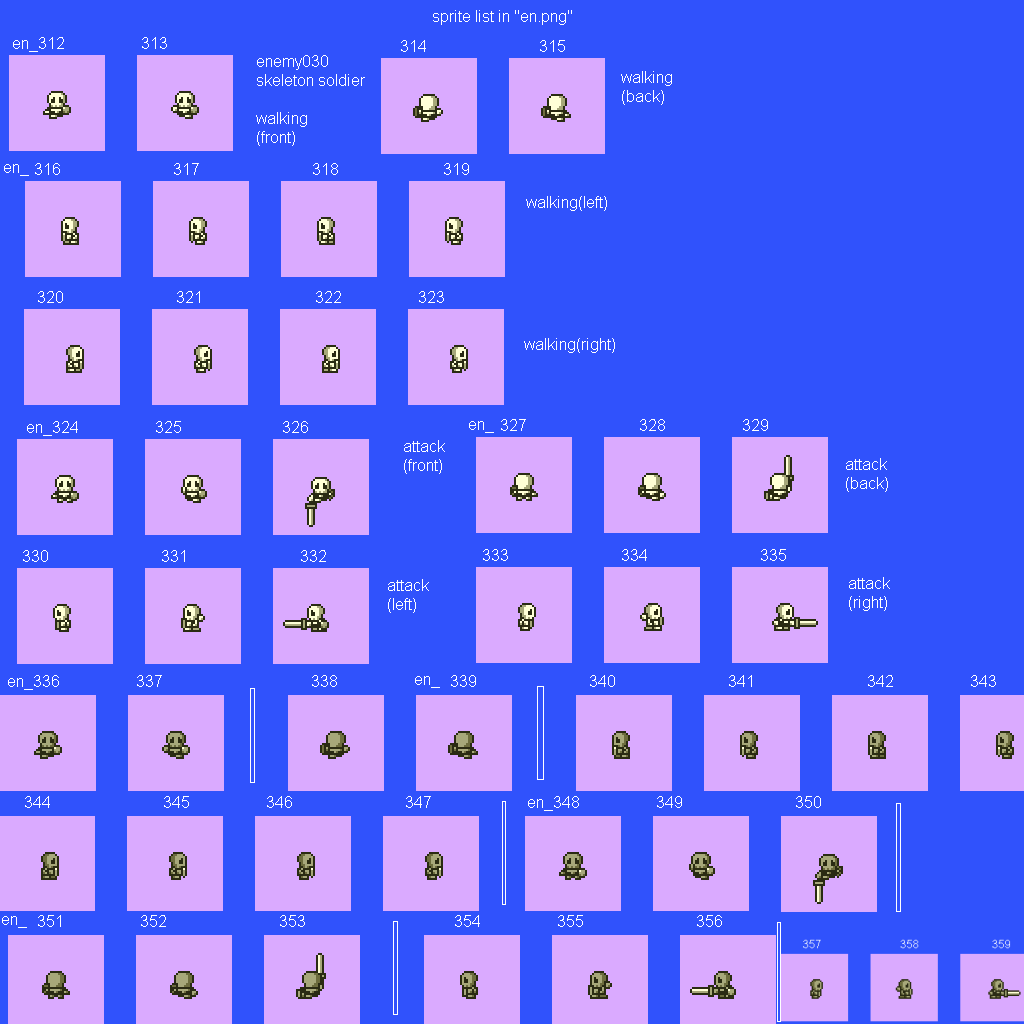 sprite list in "en.png"
en_312 313 314 315
enemy030
skeleton soldier
walking
(front)
walking
(back)
en_ 316 317 318 319
walking(left)
320 321 322 323
walking(right)
en_324 325 326
attack
(front)
en_ 327 328 329
attack
(back)
330 331 332
attack
(left)
333 334 335
attack
(right)
en_336 337 338 en_ 339 340 341 342 343
344 345 346 347 en_348 349 350
en_ 351 352 353 354 355 356 357 358 359